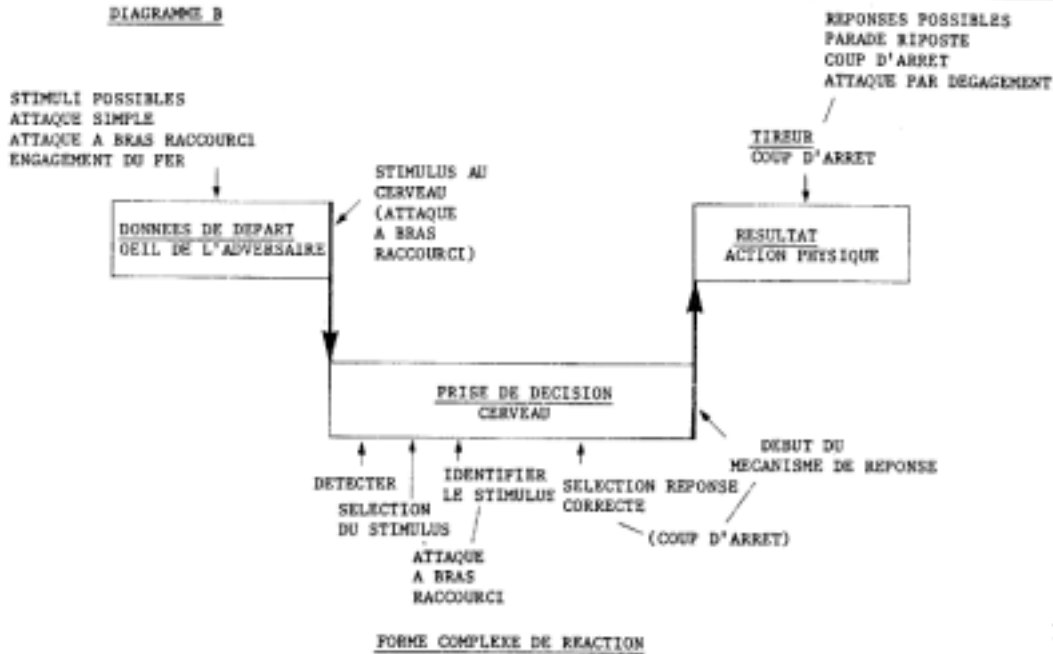 DIAGRAMME B
REPONSES POSSIBLES
PARADE RIPOSTE
COUP D'ARRET
ATTAQUE PAR DEGAGEMENT
STIMULI POSSIBLES
ATTAQUE SIMPLE
ATTAQUE A BRAS RACCOURCI
ENGAGEMENT DU FER
TIREUR
COUP D'ARRET
STIMULUS AU
CERVEAU
(ATTAQUE
A BRAS
RACCOURCI)
DONNEES DE DEPART
OEIL DE L'ADVERSAIRE
RESULTAT
ACTION PHYSIQUE
PRISE DE DECISION
CERVEAU
DETECTER
SELECTION
DU STIMULUS
IDENTIFIER
LE STIMULUS
ATTAQUE
A BRAS
RACCOURCI
SELECTION REPONSE
CORRECTE
(COUP D'ARRET)
DEBUT DU
MECANISME DE REPONSE
FORME COMPLEXE DE REACTION